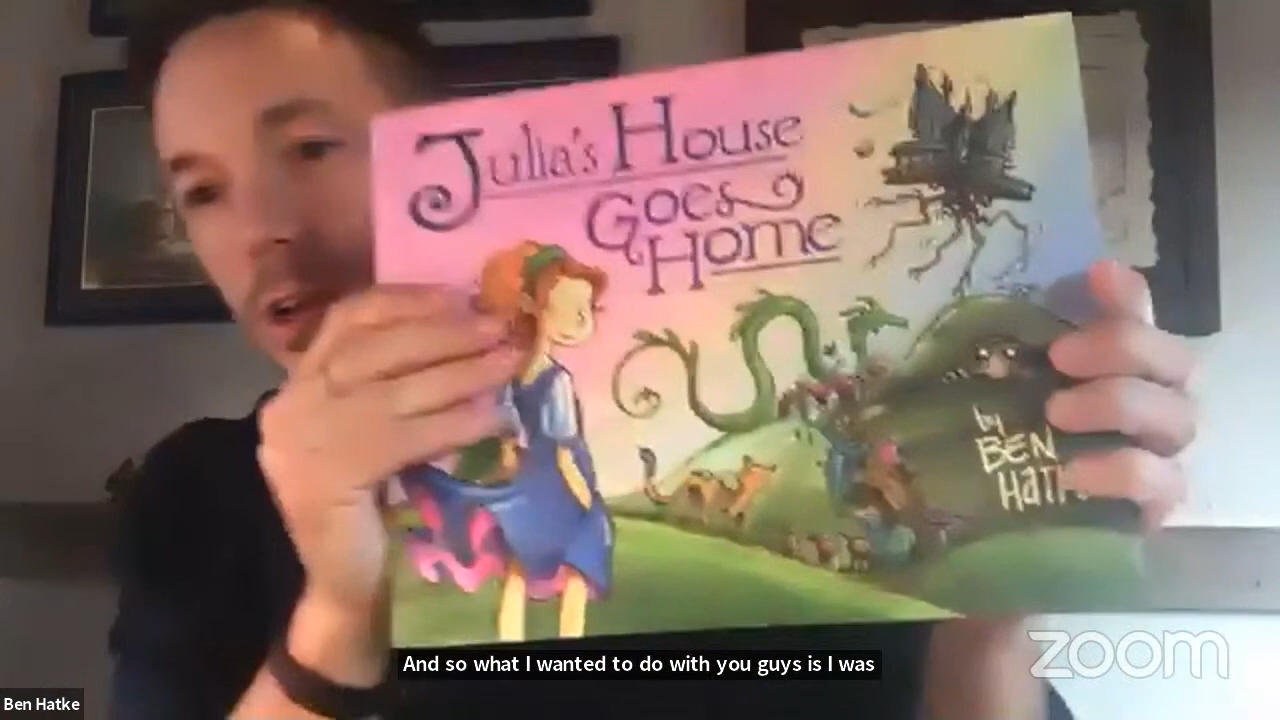 Julia's House
Goes
Home
by
BEN
And so what I wanted to do with you guys is I was
zoom
Ben Hatke